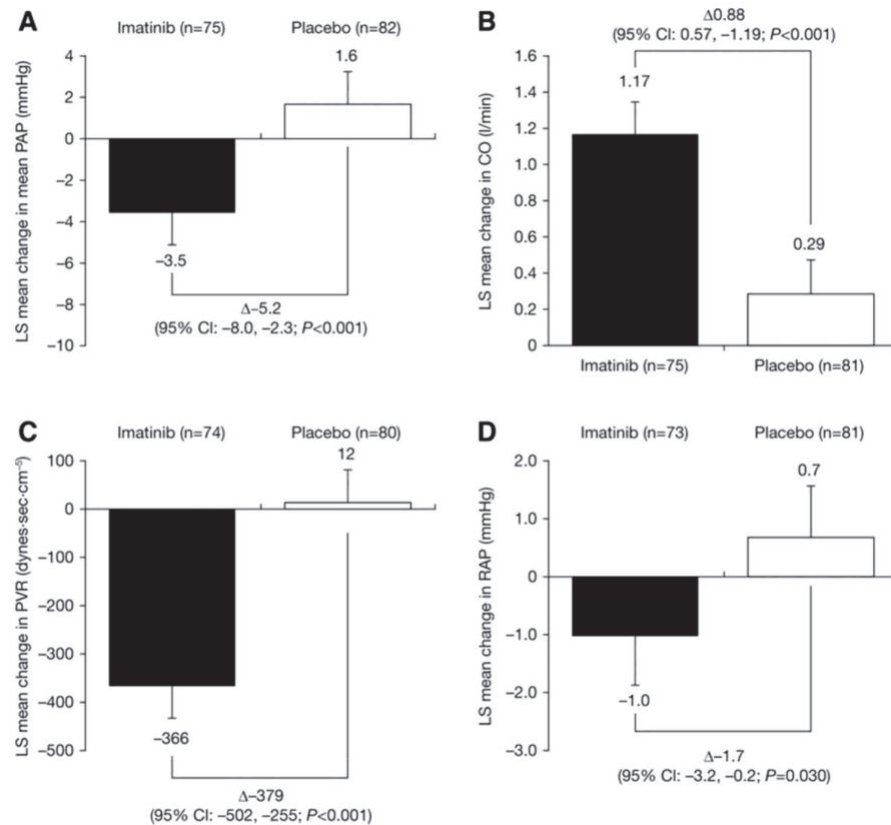 A
Imatinib (n=75)
Placebo (n=82)
LS mean change in mean PAP (mmHg)
4
2
0
−2
−4
−6
−8
−10
1.6
−3.5
Δ−5.2
(95% CI: −8.0, −2.3; P<0.001)
B
Δ0.88
(95% CI: 0.57, −1.19; P<0.001)
LS mean change in CO (l/min)
1.6
1.4
1.2
1.0
0.8
0.6
0.4
0.2
0
1.17
0.29
Imatinib (n=75)
Placebo (n=81)
C
Imatinib (n=74)
Placebo (n=80)
LS mean change in PVR (dynes·sec·cm⁻⁵)
100
0
−100
−200
−300
−400
−500
12
−366
Δ−379
(95% CI: −502, −255; P<0.001)
D
Imatinib (n=73)
Placebo (n=81)
LS mean change in RAP (mmHg)
2.0
1.0
0
−1.0
−2.0
−3.0
0.7
−1.0
Δ−1.7
(95% CI: −3.2, −0.2; P=0.030)